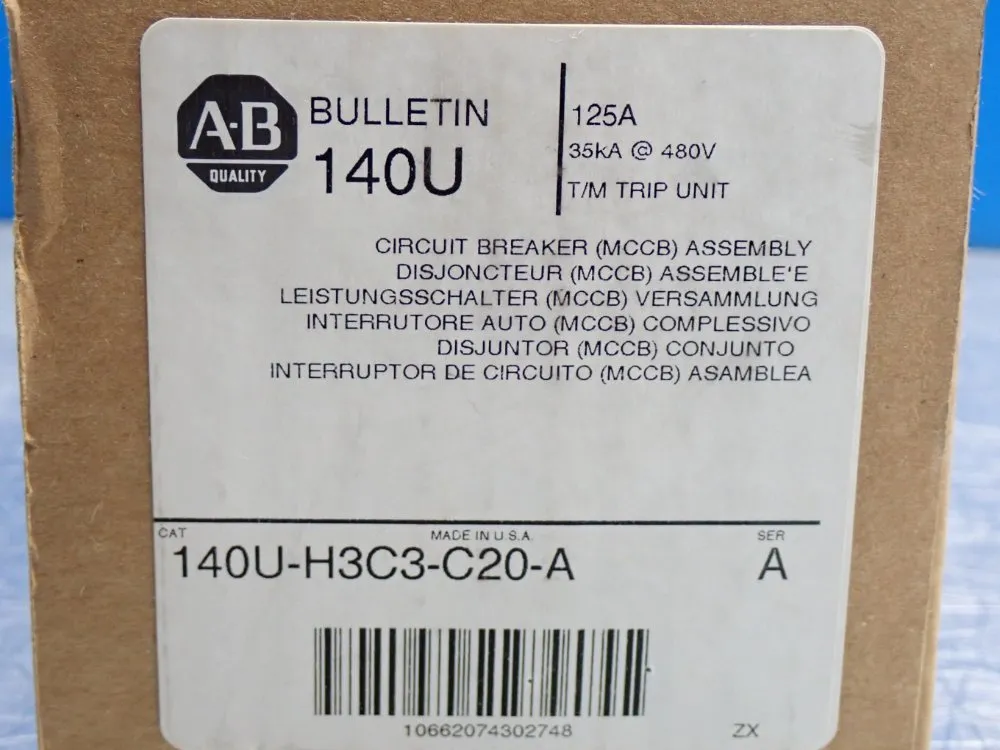 A-B
QUALITY
BULLETIN
140U
125A
35kA @ 480V
T/M TRIP UNIT
CIRCUIT BREAKER (MCCB) ASSEMBLY
DISJONCTEUR (MCCB) ASSEMBLE'E
LEISTUNGSSCHALTER (MCCB) VERSAMMLUNG
INTERRUTORE AUTO (MCCB) COMPLESSIVO
DISJUNTOR (MCCB) CONJUNTO
INTERRUPTOR DE CIRCUITO (MCCB) ASAMBLEA
CAT MADE IN U.S.A. SER
140U-H3C3-C20-A A
10662074302748 ZX